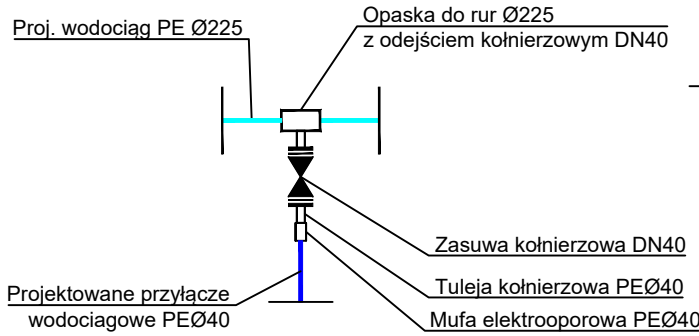 Proj. wodociąg PE Ø225
Opaska do rur Ø225
z odejściem kołnierzowym DN40
Zasuwa kołnierzowa DN40
Tuleja kołnierzowa PEØ40
Mufa elektrooporowa PEØ40
Projektowane przyłącze
wodociagowe PEØ40